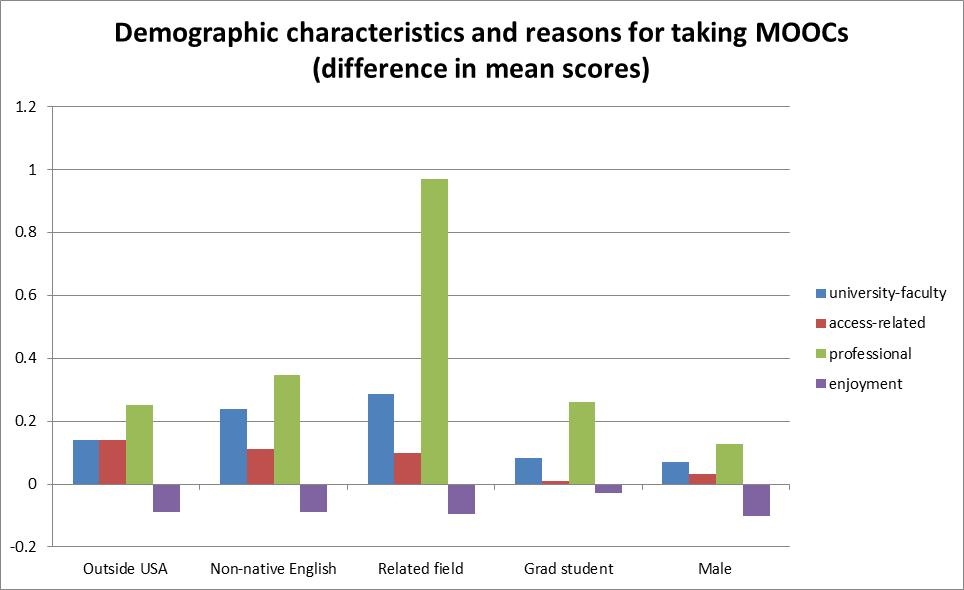 Demographic characteristics and reasons for taking MOOCs
(difference in mean scores)
1.2
1
0.8
0.6
0.4
0.2
0
-0.2
Outside USA
Non-native English
Related field
Grad student
Male
university-faculty
access-related
professional
enjoyment